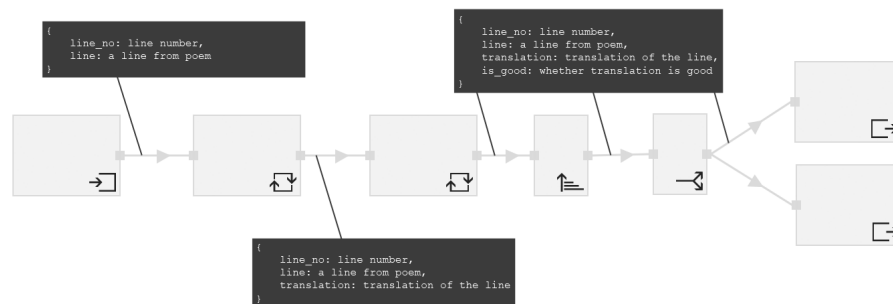 {
line_no: line number,
line: a line from poem
}
{
line_no: line number,
line: a line from poem,
translation: translation of the line,
is_good: whether translation is good
}
{
line_no: line number,
line: a line from poem,
translation: translation of the line
}